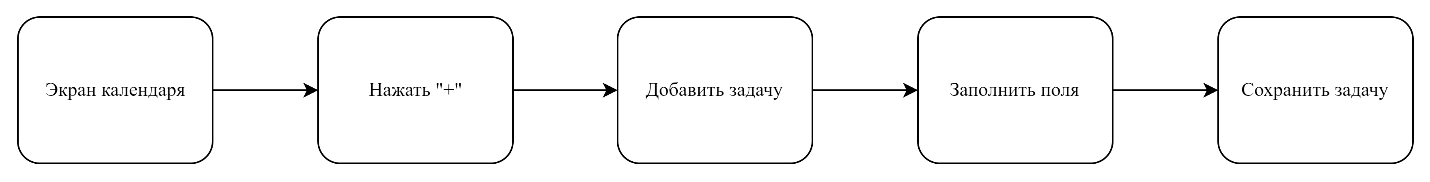 Экран календаря
Нажать "+"
Добавить задачу
Заполнить поля
Сохранить задачу